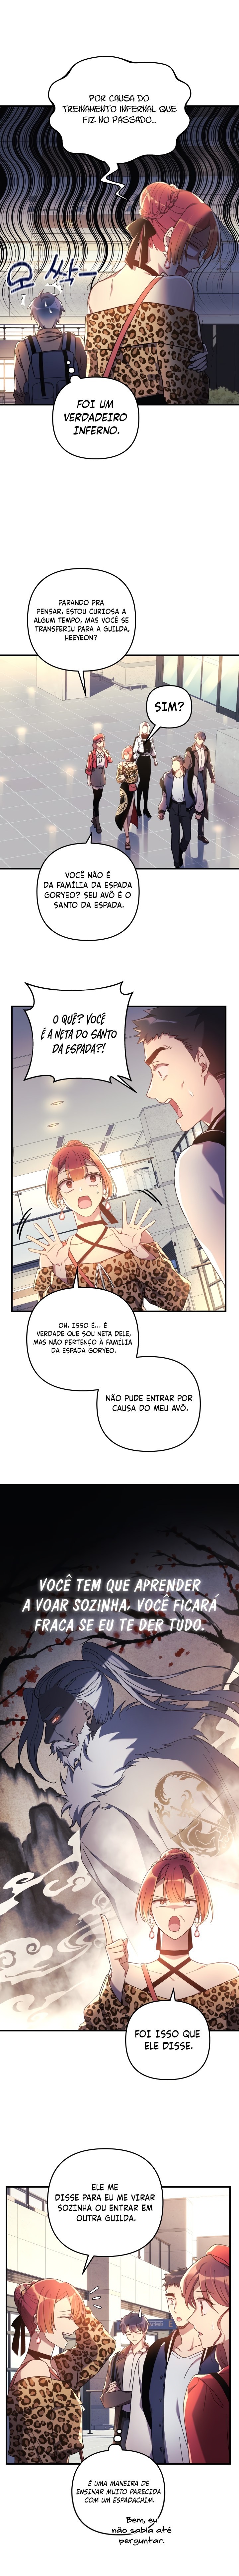 POR CAUSA DO
TREINAMENTO INFERNAL QUE
FIZ NO PASSADO...
오싹-
FOI UM
VERDADEIRO
INFERNO.
PARANDO PRA
PENSAR, ESTOU CURIOSA A
ALGUM TEMPO, MAS VOCÊ SE
TRANSFERIU PARA A GUILDA,
HEEYEON?
SIM?
VOCÊ NÃO É
DA FAMÍLIA DA ESPADA
GORYEO? SEU AVÔ É O
SANTO DA ESPADA.
O QUÊ? VOCÊ
É A NETA DO SANTO
DA ESPADA?!
OH, ISSO É... É
VERDADE QUE SOU NETA DELE,
MAS NÃO PERTENÇO À FAMÍLIA
DA ESPADA GORYEO.
NÃO PUDE ENTRAR POR
CAUSA DO MEU AVÔ.
VOCÊ TEM QUE APRENDER
A VOAR SOZINHA, VOCÊ FICARÁ
FRACA SE EU TE DER TUDO.
FOI ISSO QUE
ELE DISSE.
ELE ME
DISSE PARA EU ME VIRAR
SOZINHA OU ENTRAR EM
OUTRA GUILDA.
É UMA MANEIRA DE
ENSINAR MUITO PARECIDA
COM UM ESPADACHIM.
Bem, eu
não sabia até
perguntar.